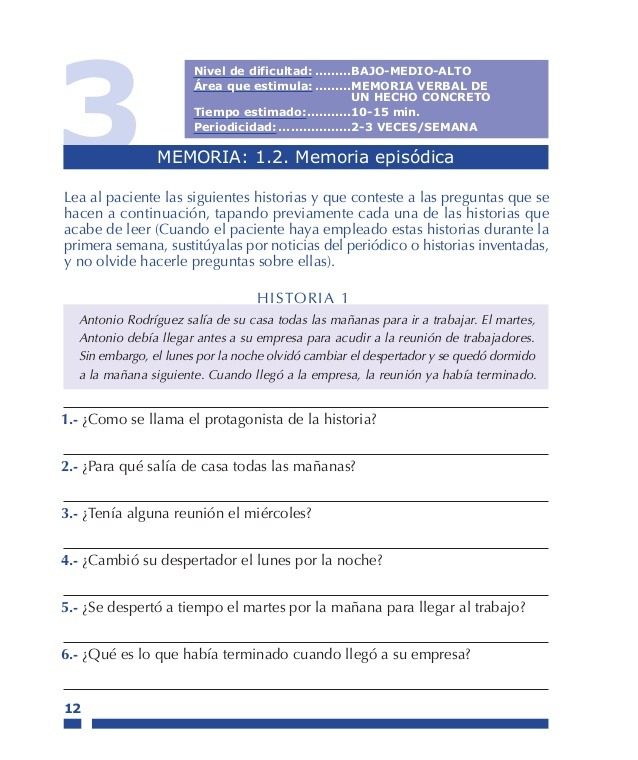 3
Nivel de dificultad: .........BAJO-MEDIO-ALTO
Área que estimula: .........MEMORIA VERBAL DE
UN HECHO CONCRETO
Tiempo estimado:...........10-15 min.
Periodicidad:..................2-3 VECES/SEMANA
MEMORIA: 1.2. Memoria episódica
Lea al paciente las siguientes historias y que conteste a las preguntas que se
hacen a continuación, tapando previamente cada una de las historias que
acabe de leer (Cuando el paciente haya empleado estas historias durante la
primera semana, sustitúyalas por noticias del periódico o historias inventadas,
y no olvide hacerle preguntas sobre ellas).
HISTORIA 1
Antonio Rodríguez salía de su casa todas las mañanas para ir a trabajar. El martes,
Antonio debía llegar antes a su empresa para acudir a la reunión de trabajadores.
Sin embargo, el lunes por la noche olvidó cambiar el despertador y se quedó dormido
a la mañana siguiente. Cuando llegó a la empresa, la reunión ya había terminado.
1.- ¿Como se llama el protagonista de la historia?
2.- ¿Para qué salía de casa todas las mañanas?
3.- ¿Tenía alguna reunión el miércoles?
4.- ¿Cambió su despertador el lunes por la noche?
5.- ¿Se despertó a tiempo el martes por la mañana para llegar al trabajo?
6.- ¿Qué es lo que había terminado cuando llegó a su empresa?
12